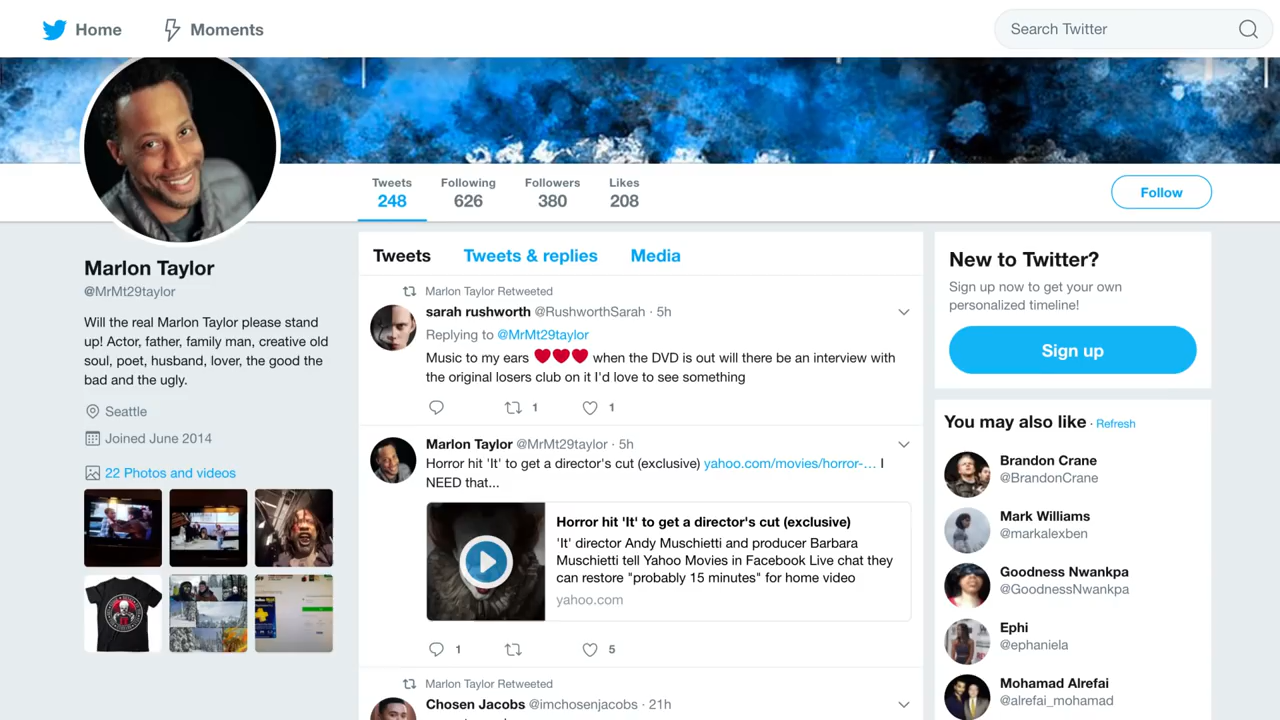 Home
Moments
Search Twitter
Tweets
248
Following
626
Followers
380
Likes
208
Follow
Marlon Taylor
@MrMt29taylor
Will the real Marlon Taylor please stand
up! Actor, father, family man, creative old
soul, poet, husband, lover, the good the
bad and the ugly.
Seattle
Joined June 2014
22 Photos and videos
Tweets
Tweets & replies
Media
Marlon Taylor Retweeted
sarah rushworth @RushworthSarah · 5h
Replying to @MrMt29taylor
Music to my ears ❤❤❤ when the DVD is out will there be an interview with
the original losers club on it I'd love to see something
1
1
Marlon Taylor @MrMt29taylor · 5h
Horror hit 'It' to get a director's cut (exclusive) yahoo.com/movies/horror-… I
NEED that...
Horror hit 'It' to get a director's cut (exclusive)
'It' director Andy Muschietti and producer Barbara
Muschietti tell Yahoo Movies in Facebook Live chat they
can restore "probably 15 minutes" for home video
yahoo.com
1
5
Marlon Taylor Retweeted
Chosen Jacobs @imchosenjacobs · 21h
New to Twitter?
Sign up now to get your own
personalized timeline!
Sign up
You may also like · Refresh
Brandon Crane
@BrandonCrane
Mark Williams
@markalexben
Goodness Nwankpa
@GoodnessNwankpa
Ephi
@ephaniela
Mohamad Alrefai
@alrefai_mohamad